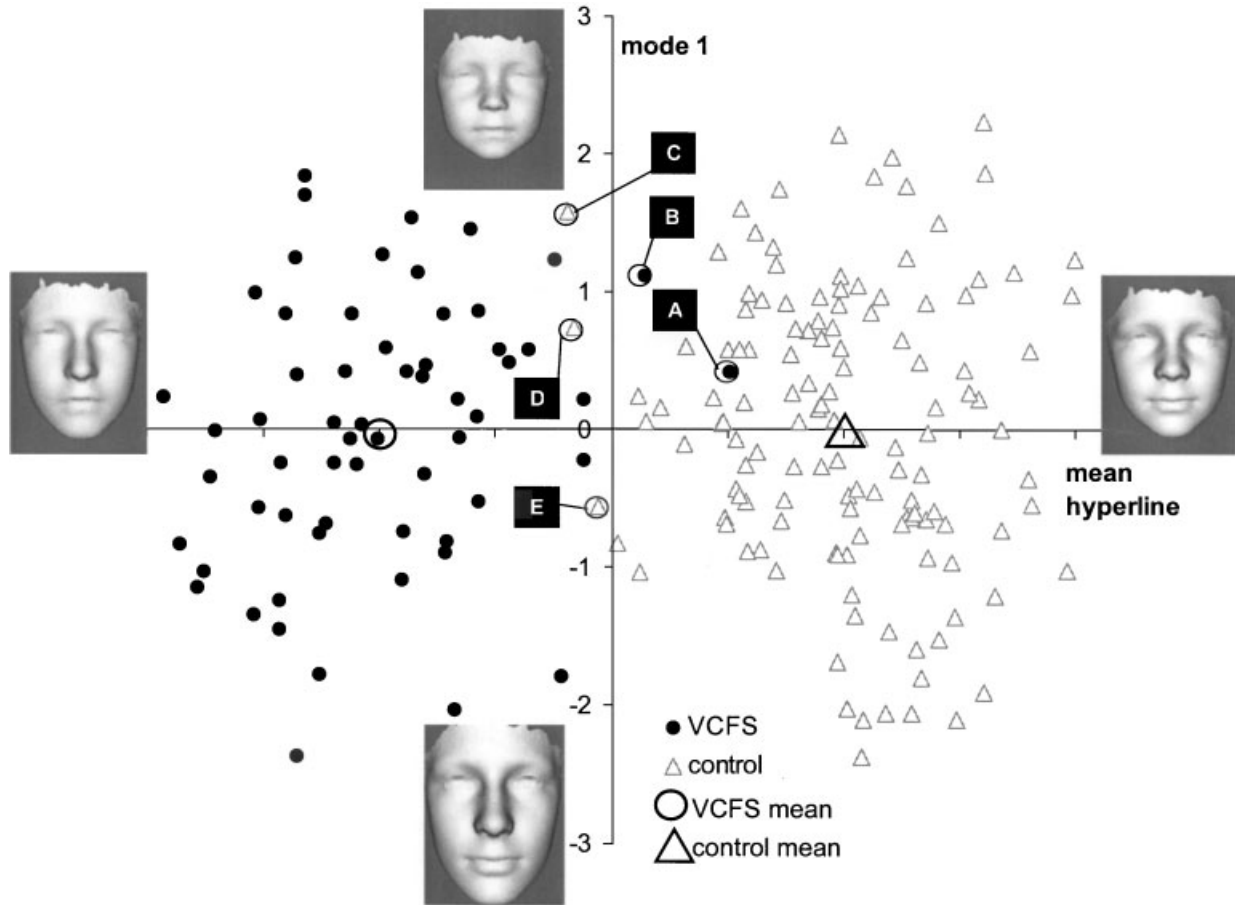 3
mode 1
C
2
B
1
A
D
0
mean
hyperline
E
-1
-2
VCFS
control
VCFS mean
-3
control mean